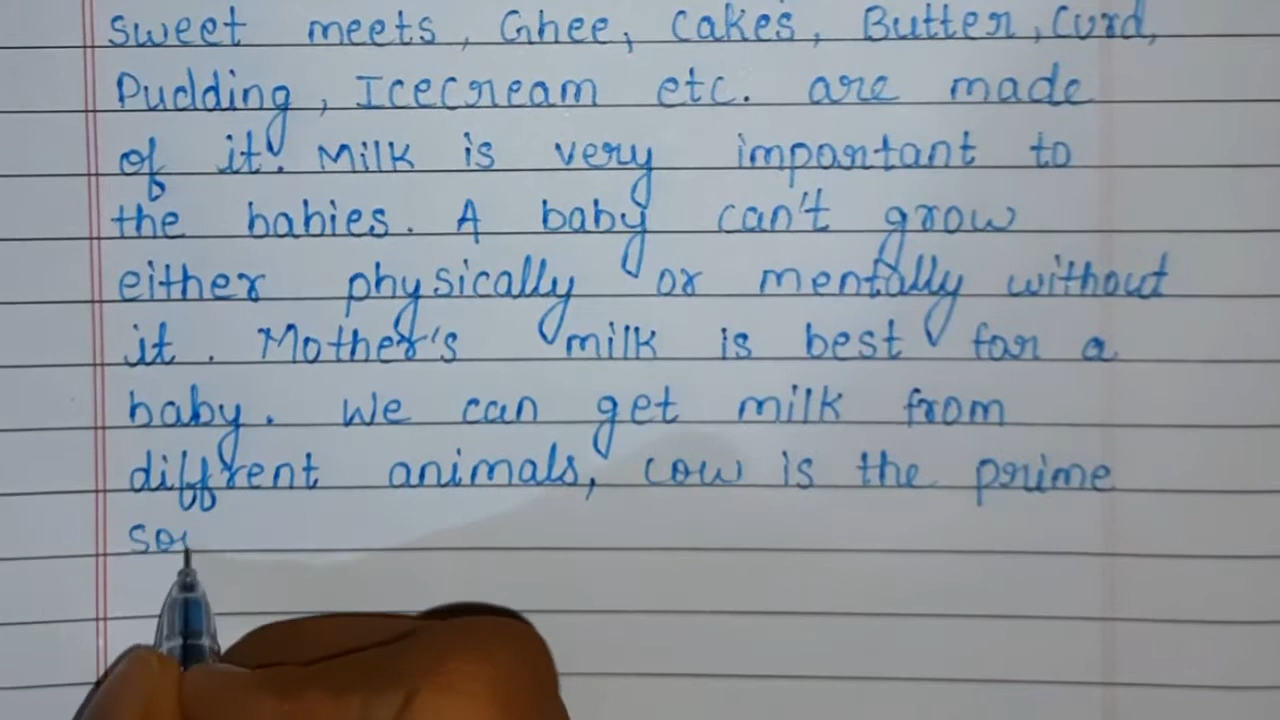 sweet meets, Ghee, cakes, Butter, curd,
Pudding, Icecream etc. are made
of it. Milk is very important to
the babies. A baby can't grow
either physically or mentally without
it. Mother's milk is best for a
baby. We can get milk from
diffrent animals, cow is the prime